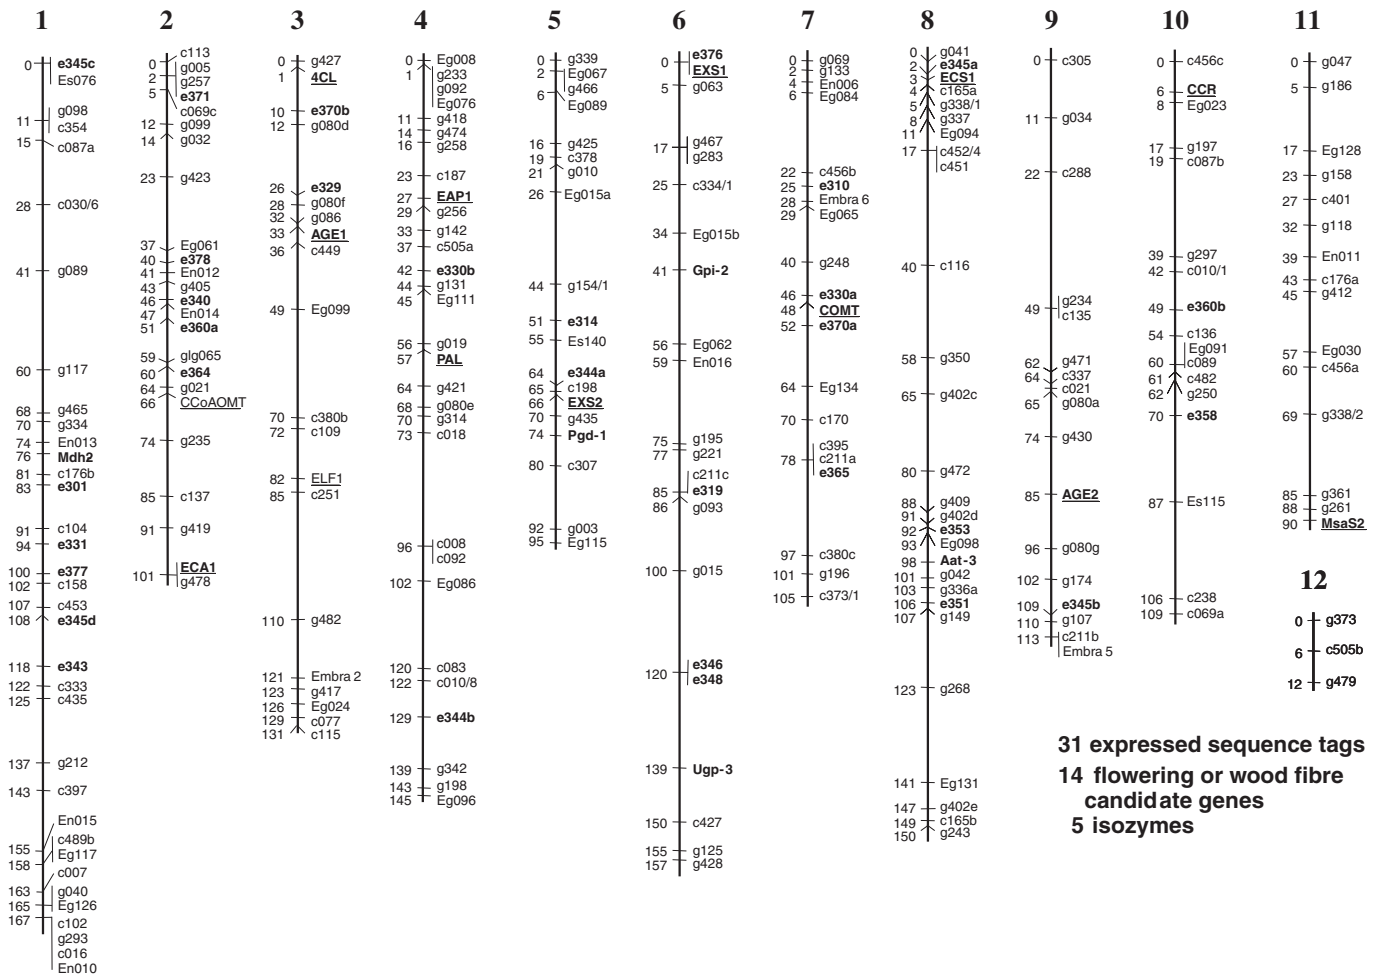 1
0 e345c
Es076
11 g098
c354
15 c087a
28 c030/6
41 g089
60 g117
68 g465
70 g334
74 En013
76 Mdh2
81 c176b
83 e301
91 c104
94 e331
100 e377
102 c158
107 c453
108 e345d
118 e343
122 c333
125 c435
137 g212
143 c397
En015
155 c489b
158 Eg117
c007
163 g040
165 Eg126
167 c102
g293
c016
En010
2
0 c113
2 g005
g257
5 e371
c069c
12 g099
14 g032
23 g423
37 Eg061
40 e378
41 En012
43 g405
46 e340
47 En014
51 e360a
59 glg065
60 e364
64 g021
66 CCoAOMT
74 g235
85 c137
91 g419
101 ECA1
g478
3
0 g427
1 4CL
10 e370b
12 g080d
26 e329
28 g080f
32 g086
33 AGE1
36 c449
49 Eg099
70 c380b
72 c109
82 ELF1
85 c251
110 g482
121 Embra 2
123 g417
126 Eg024
129 c077
131 c115
4
0 Eg008
1 g233
g092
Eg076
11 g418
14 g474
16 g258
23 c187
27 EAP1
29 g256
33 g142
37 c505a
42 e330b
44 g131
45 Eg111
56 g019
57 PAL
64 g421
68 g080e
70 g314
73 c018
96 c008
c092
102 Eg086
120 c083
122 c010/8
129 e344b
139 g342
143 g198
145 Eg096
5
0 g339
2 Eg067
g466
6 Eg089
16 g425
19 c378
21 g010
26 Eg015a
44 g154/1
51 e314
55 Es140
64 e344a
65 c198
66 EXS2
70 g435
74 Pgd-1
80 c307
92 g003
95 Eg115
6
0 e376
EXS1
5 g063
17 g467
g283
25 c334/1
34 Eg015b
41 Gpi-2
56 Eg062
59 En016
75 g195
77 g221
c211c
85 e319
86 g093
100 g015
120 e346
e348
139 Ugp-3
150 c427
155 g125
157 g428
7
0 g069
2 g133
4 En006
6 Eg084
22 c456b
25 e310
28 Embra 6
29 Eg065
40 g248
46 e330a
48 COMT
52 e370a
64 Eg134
70 c170
c395
78 c211a
e365
97 c380c
101 g196
105 c373/1
8
0 g041
2 e345a
3 ECS1
4 c165a
5 g338/1
8 g337
11 Eg094
17 c452/4
c451
40 c116
58 g350
65 g402c
80 g472
88 g409
91 g402d
92 e353
93 Eg098
98 Aat-3
101 g042
103 g336a
106 e351
107 g149
123 g268
141 Eg131
147 g402e
149 c165b
150 g243
9
0 c305
11 g034
22 c288
49 g234
c135
62 g471
64 c337
c021
65 g080a
74 g430
85 AGE2
96 g080g
102 g174
109 e345b
110 g107
113 c211b
Embra 5
10
0 c456c
6 CCR
8 Eg023
17 g197
19 c087b
39 g297
42 c010/1
49 e360b
54 c136
Eg091
60 c089
61 c482
62 g250
70 e358
87 Es115
106 c238
109 c069a
11
0 g047
5 g186
17 Eg128
23 g158
27 c401
32 g118
39 En011
43 c176a
45 g412
57 Eg030
60 c456a
69 g338/2
85 g361
88 g261
90 MsaS2
12
0 g373
6 c505b
12 g479
31 expressed sequence tags
14 flowering or wood fibre
candidate genes
5 isozymes